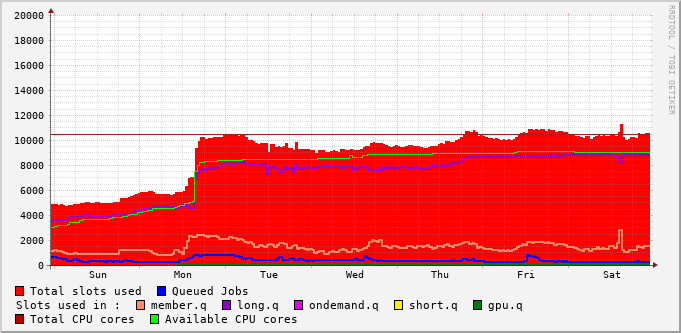 20000
18000
16000
14000
12000
10000
8000
6000
4000
2000
0
Sun Mon Tue Wed Thu Fri Sat
RRDTOOL / TOBI OETIKER
Total slots used Queued Jobs
Slots used in : member.q long.q ondemand.q short.q gpu.q
Total CPU cores Available CPU cores